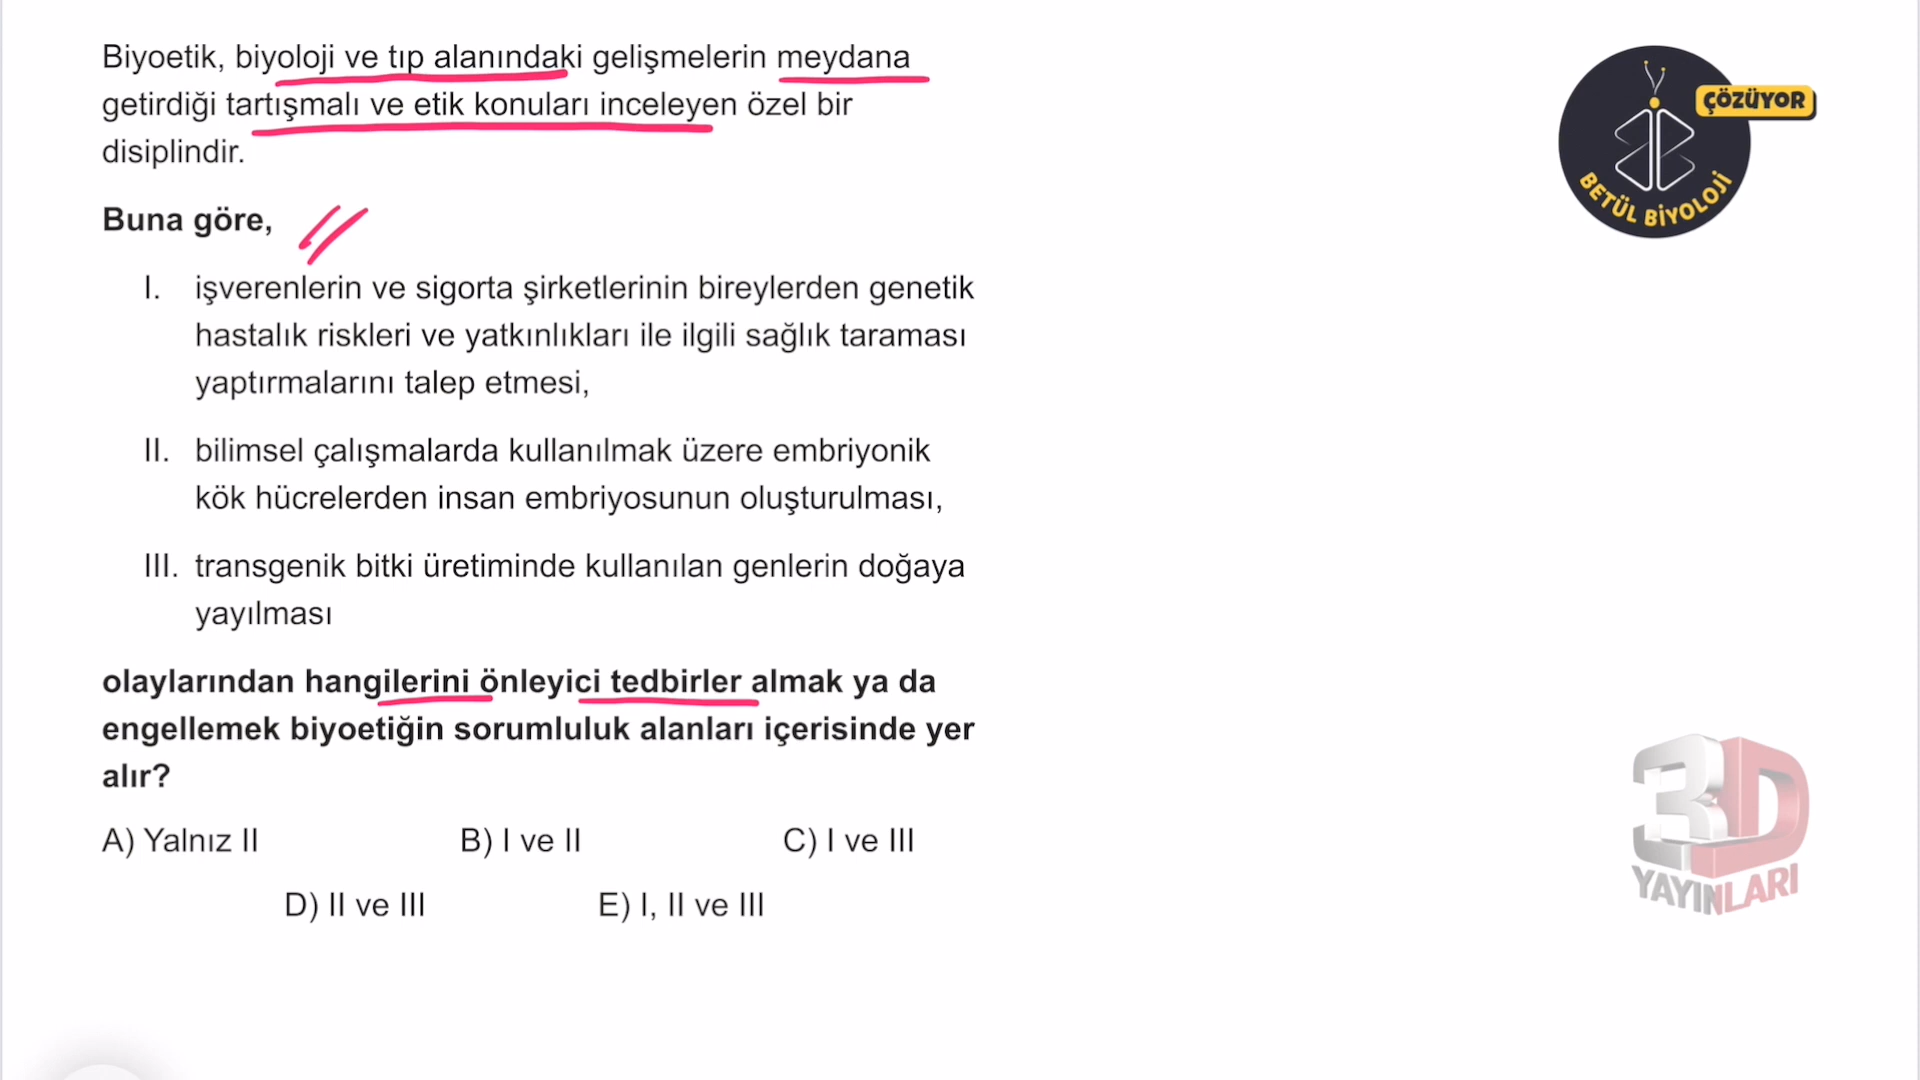 Biyoetik, biyoloji ve tıp alanındaki gelişmelerin meydana
getirdiği tartışmalı ve etik konuları inceleyen özel bir
disiplindir.
Buna göre,
I. işverenlerin ve sigorta şirketlerinin bireylerden genetik
hastalık riskleri ve yatkınlıkları ile ilgili sağlık taraması
yaptırmalarını talep etmesi,
II. bilimsel çalışmalarda kullanılmak üzere embriyonik
kök hücrelerden insan embriyosunun oluşturulması,
III. transgenik bitki üretiminde kullanılan genlerin doğaya
yayılması
olaylarından hangilerini önleyici tedbirler almak ya da
engellemek biyoetiğin sorumluluk alanları içerisinde yer
alır?
A) Yalnız II B) I ve II C) I ve III
D) II ve III E) I, II ve III
ÇÖZÜYOR
BETÜL BİYOLOJİ
3D
YAYINLARI